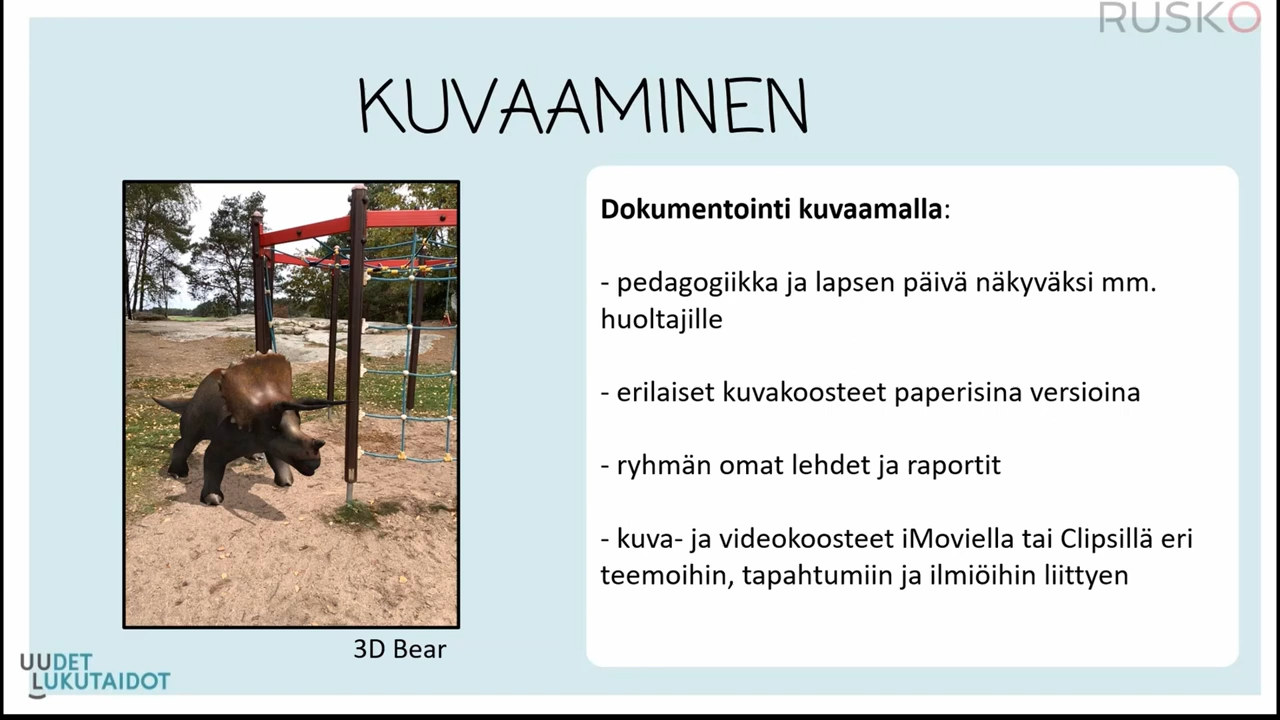 RUSKO
KUVAAMINEN
Dokumentointi kuvaamalla:
- pedagogiikka ja lapsen päivä näkyväksi mm.
huoltajille
- erilaiset kuvakoosteet paperisina versioina
- ryhmän omat lehdet ja raportit
- kuva- ja videokoosteet iMoviella tai Clipsillä eri
teemoihin, tapahtumiin ja ilmiöihin liittyen
3D Bear
UUDET
LUKUTAIDOT